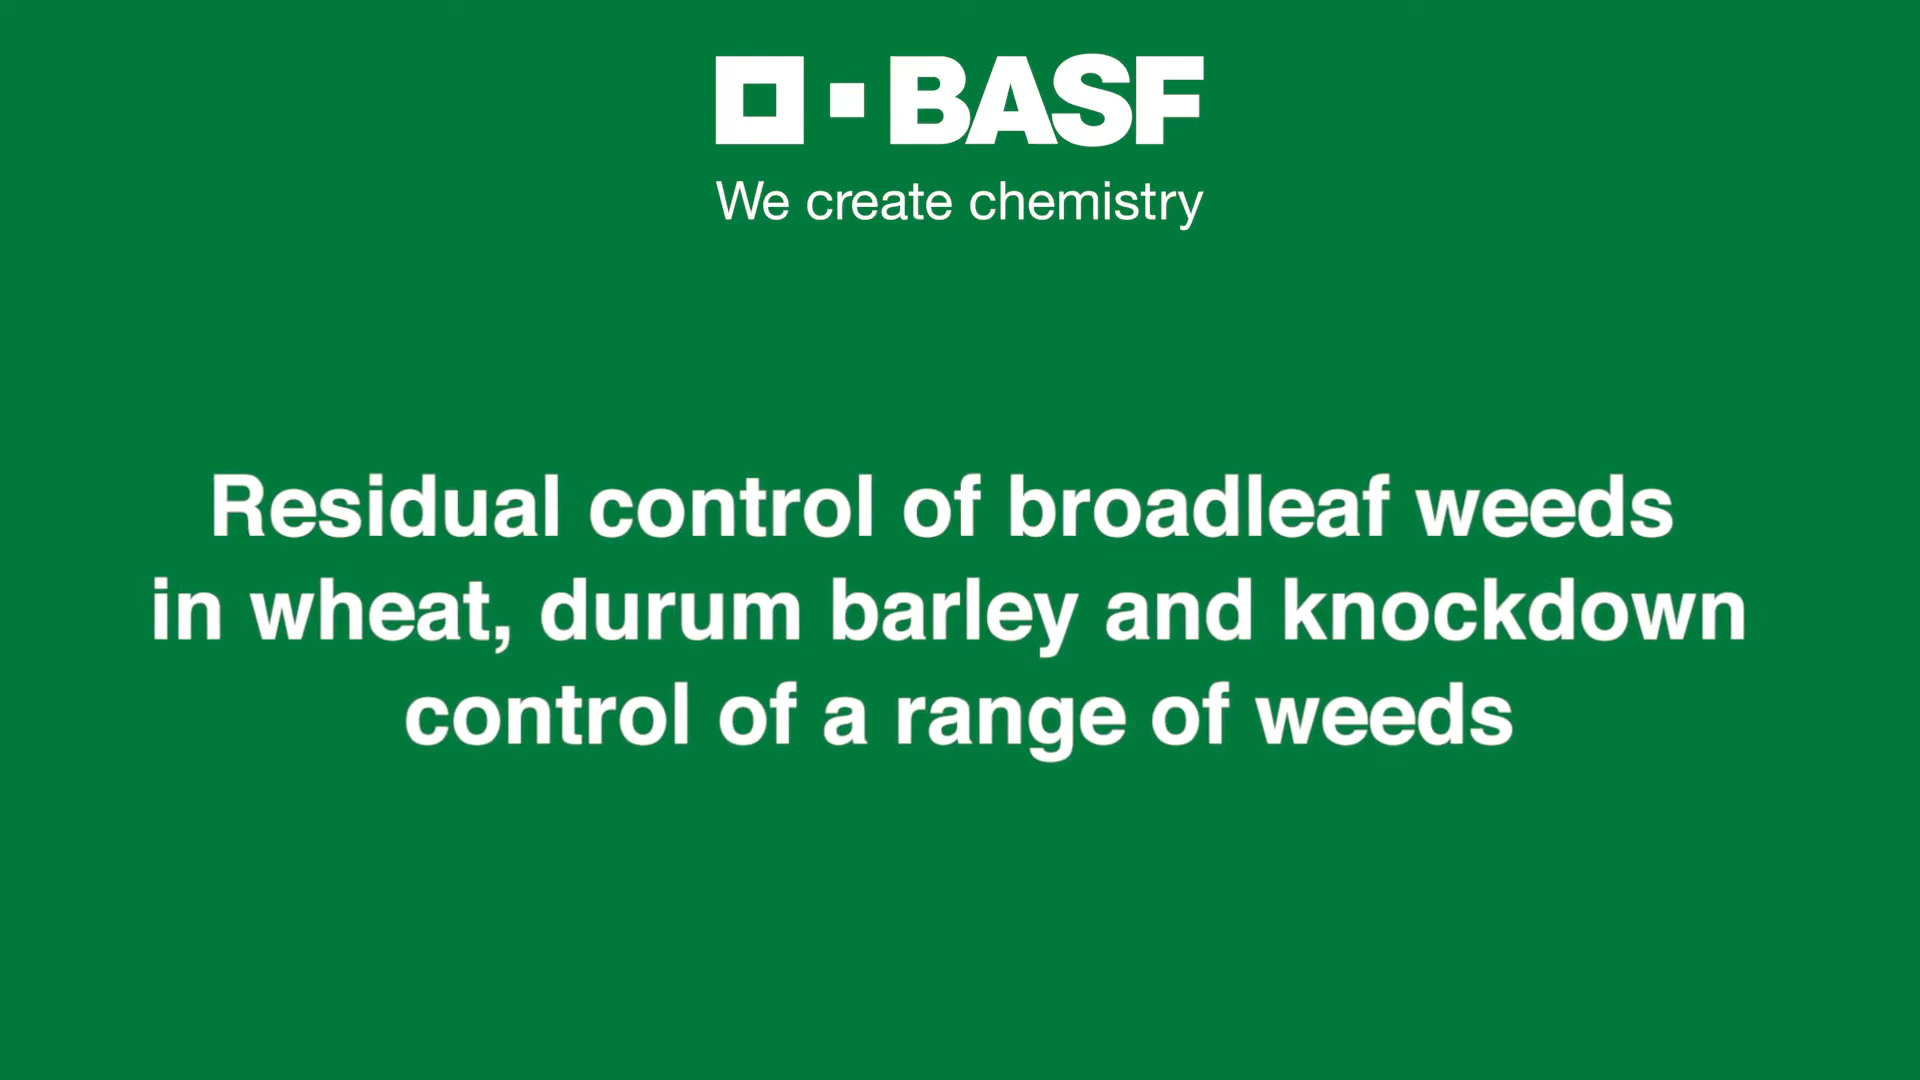 BASF
We create chemistry
Residual control of broadleaf weeds
in wheat, durum barley and knockdown
control of a range of weeds